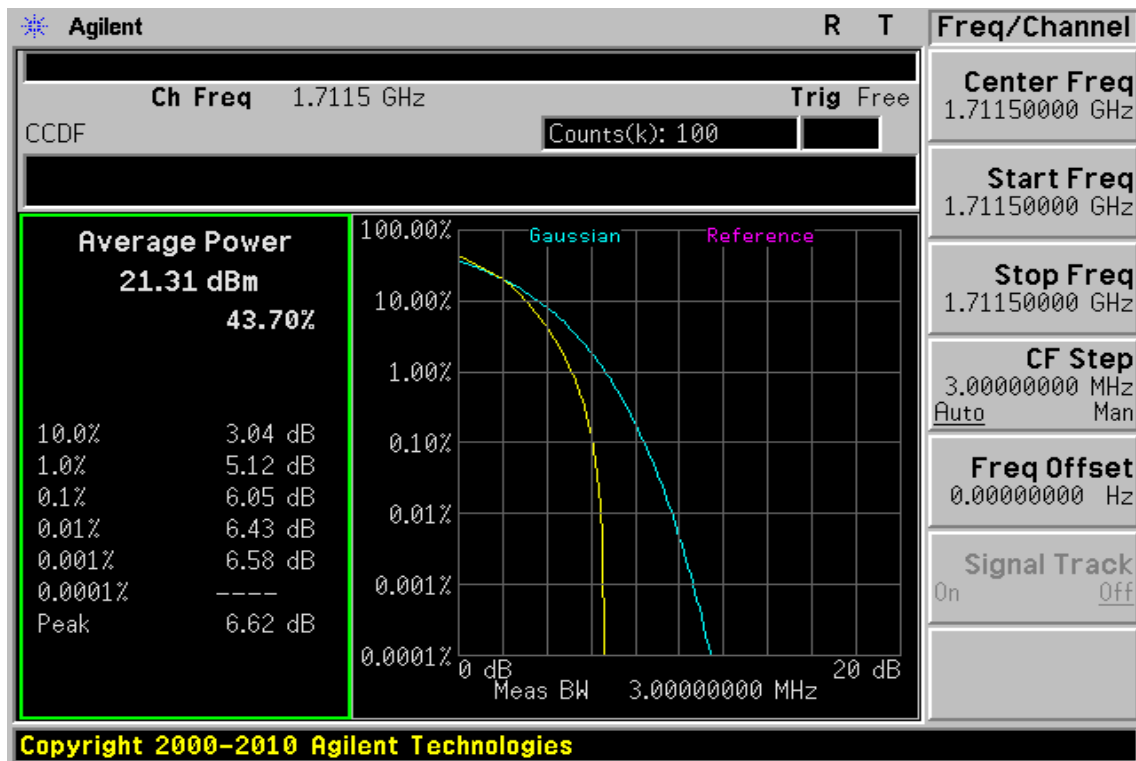 Agilent R T Freq/Channel
Ch Freq 1.7115 GHz Trig Free
CCDF Counts(k): 100
Average Power
21.31 dBm
43.70%
10.0% 3.04 dB
1.0% 5.12 dB
0.1% 6.05 dB
0.01% 6.43 dB
0.001% 6.58 dB
0.0001% ----
Peak 6.62 dB
100.00%
10.00%
1.00%
0.10%
0.01%
0.001%
0.0001%
Gaussian Reference
0 dB 20 dB
Meas BW 3.00000000 MHz
Center Freq
1.71150000 GHz
Start Freq
1.71150000 GHz
Stop Freq
1.71150000 GHz
CF Step
3.00000000 MHz
Auto Man
Freq Offset
0.00000000 Hz
Signal Track
On Off
Copyright 2000-2010 Agilent Technologies